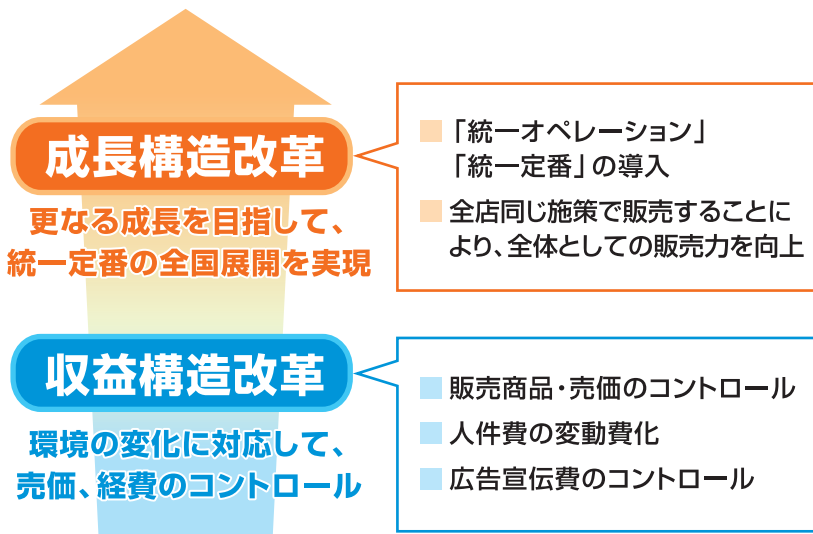 成長構造改革
更なる成長を目指して、
統一定番の全国展開を実現
「統一オペレーション」
「統一定番」の導入
全店同じ施策で販売することに
より、全体としての販売力を向上
収益構造改革
環境の変化に対応して、
売価、経費のコントロール
販売商品・売価のコントロール
人件費の変動費化
広告宣伝費のコントロール